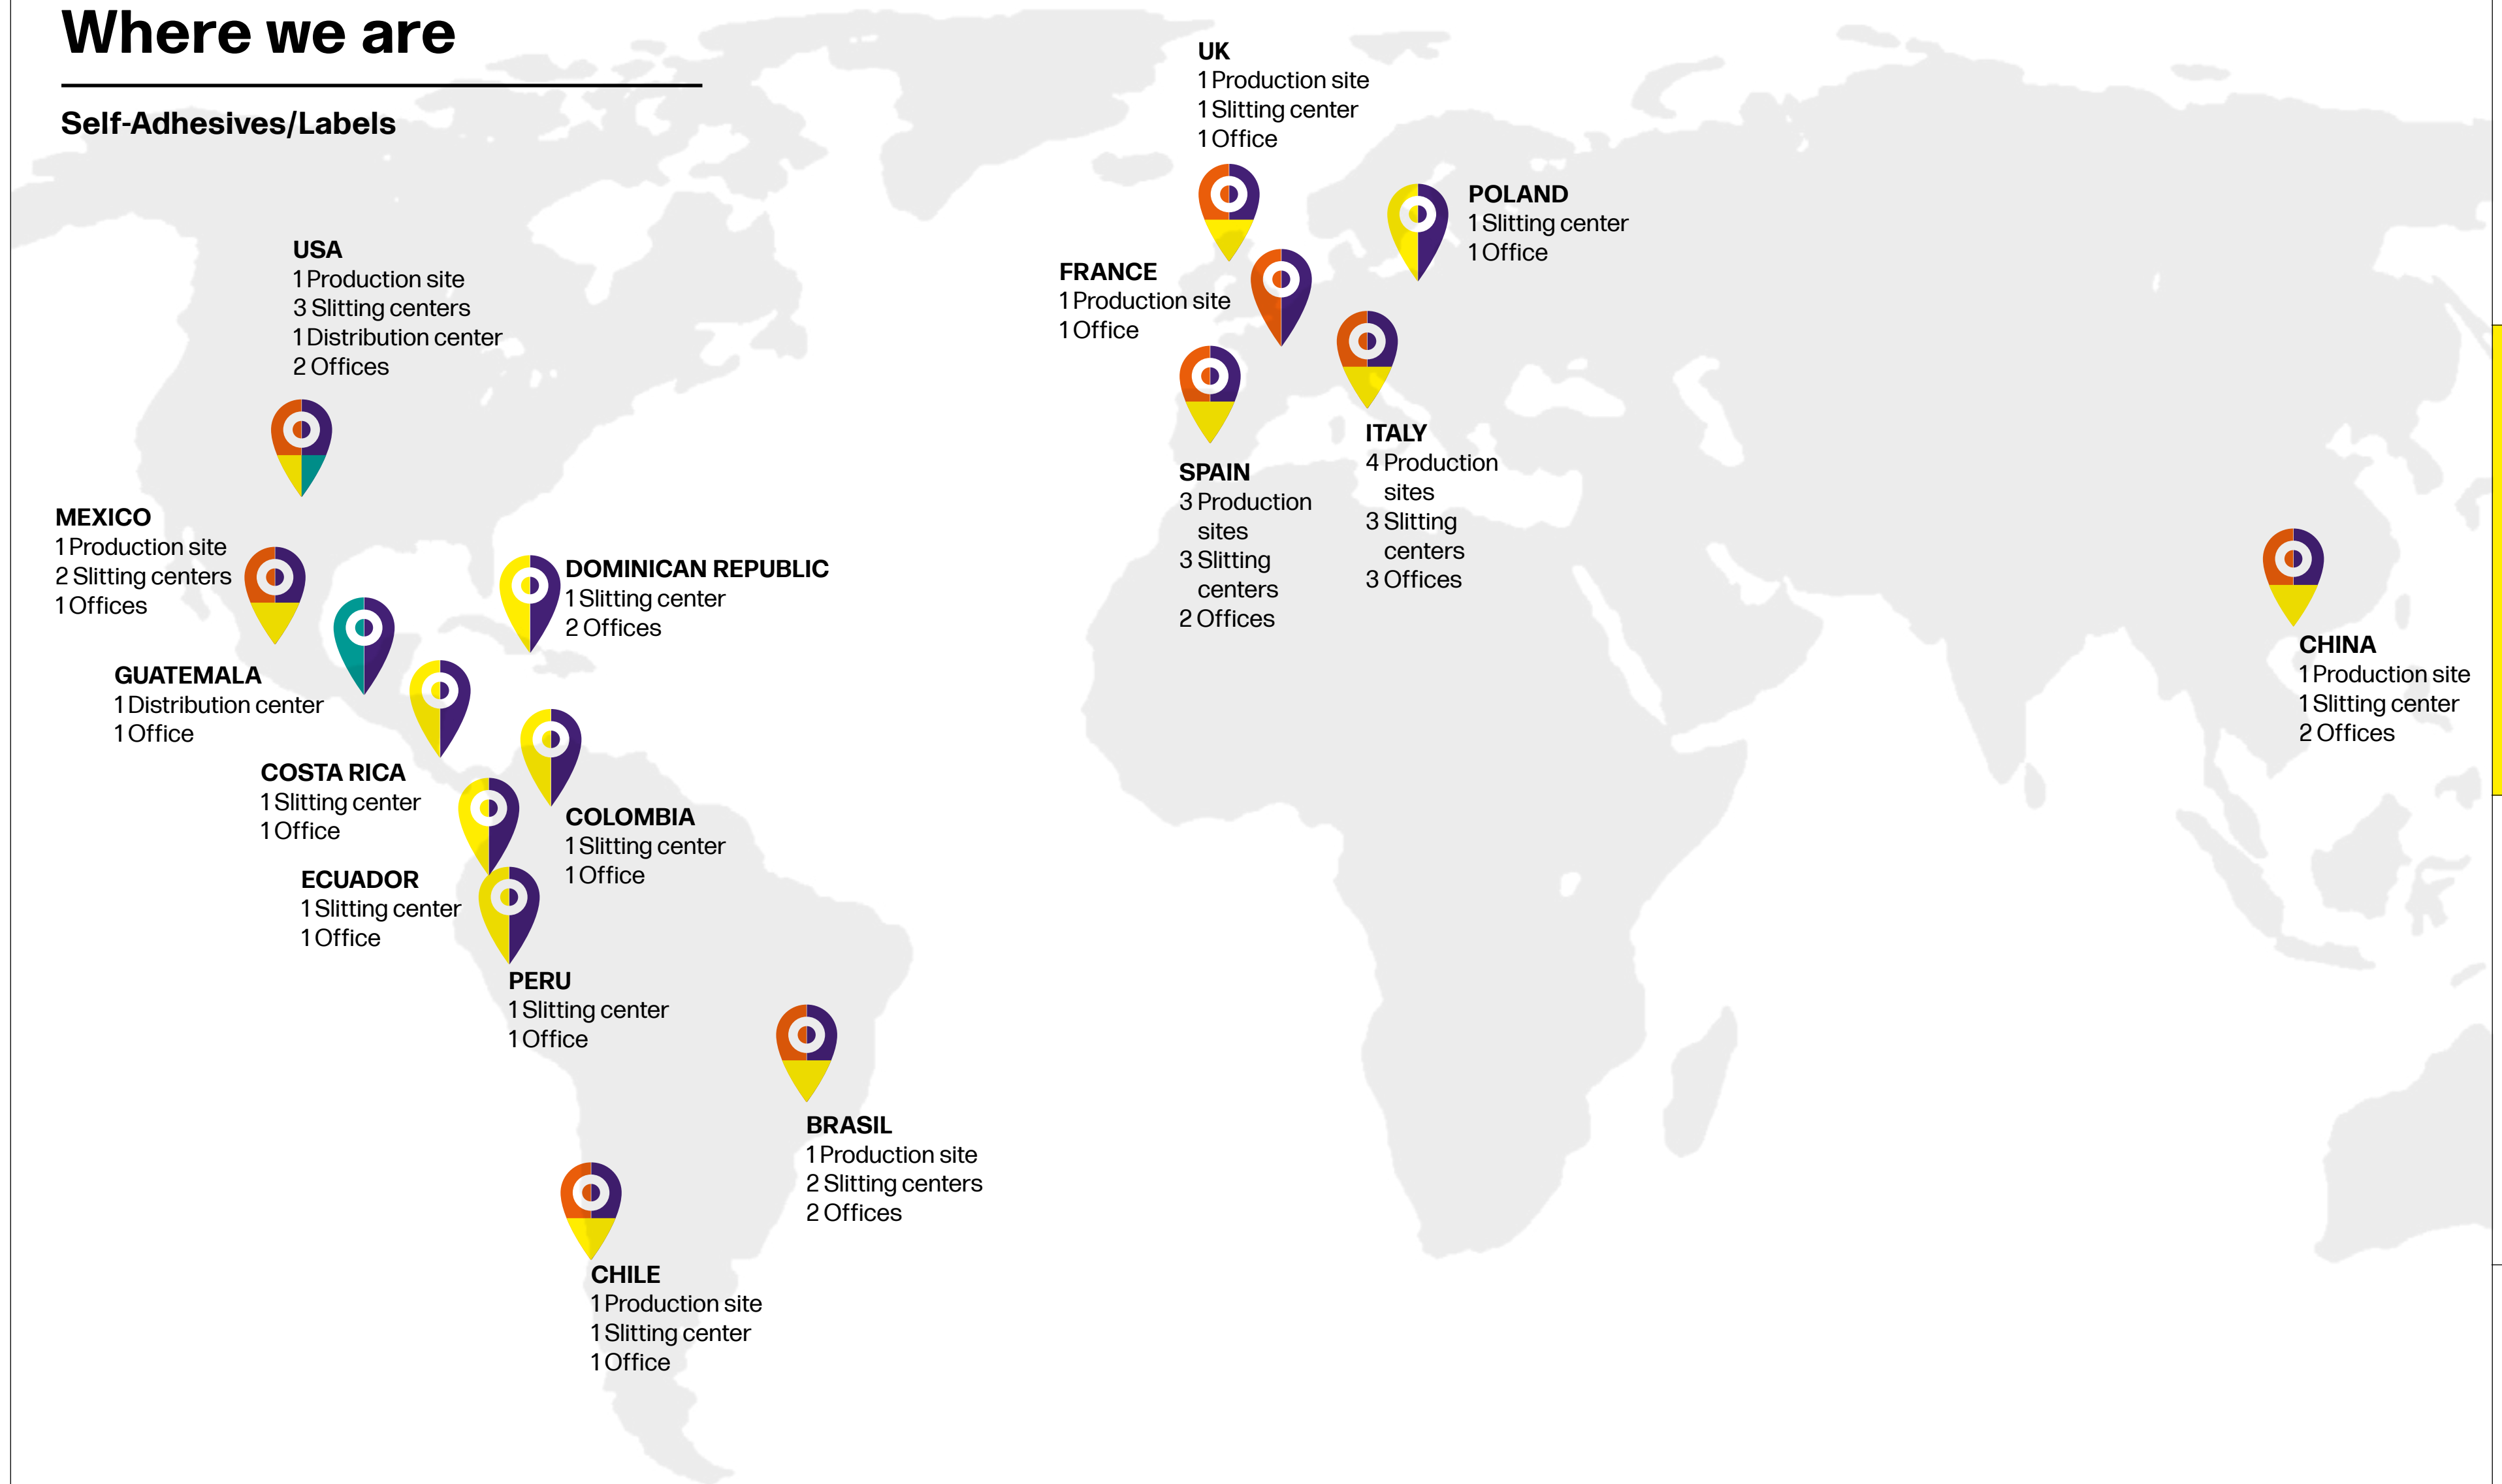 Where we are
Self-Adhesives/Labels
UK
1 Production site
1 Slitting center
1 Office
POLAND
1 Slitting center
1 Office
USA
1 Production site
3 Slitting centers
1 Distribution center
2 Offices
FRANCE
1 Production site
1 Office
ITALY
4 Production
sites
3 Slitting
centers
3 Offices
SPAIN
3 Production
sites
3 Slitting
centers
2 Offices
MEXICO
1 Production site
2 Slitting centers
1 Offices
DOMINICAN REPUBLIC
1 Slitting center
2 Offices
CHINA
1 Production site
1 Slitting center
2 Offices
GUATEMALA
1 Distribution center
1 Office
COSTA RICA
1 Slitting center
1 Office
COLOMBIA
1 Slitting center
1 Office
ECUADOR
1 Slitting center
1 Office
PERU
1 Slitting center
1 Office
BRASIL
1 Production site
2 Slitting centers
2 Offices
CHILE
1 Production site
1 Slitting center
1 Office